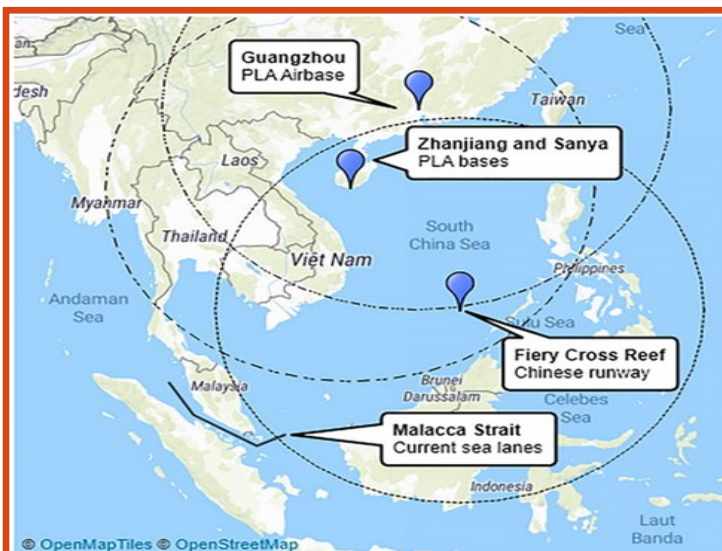 Sea
an
desh
Guangzhou
PLA Airbase
Taiwan
Zhanjiang and Sanya
PLA bases
Laos
Myanmar
Thailand
Việt Nam
South
China Sea
Philippines
Andaman
Sea
Sulu Sea
Fiery Cross Reef
Chinese runway
Malaysia
Brunei
Darussalam
Celebes
Sea
Malacca Strait
Current sea lanes
Indonesia
Laut
Banda
© OpenMapTiles © OpenStreetMap